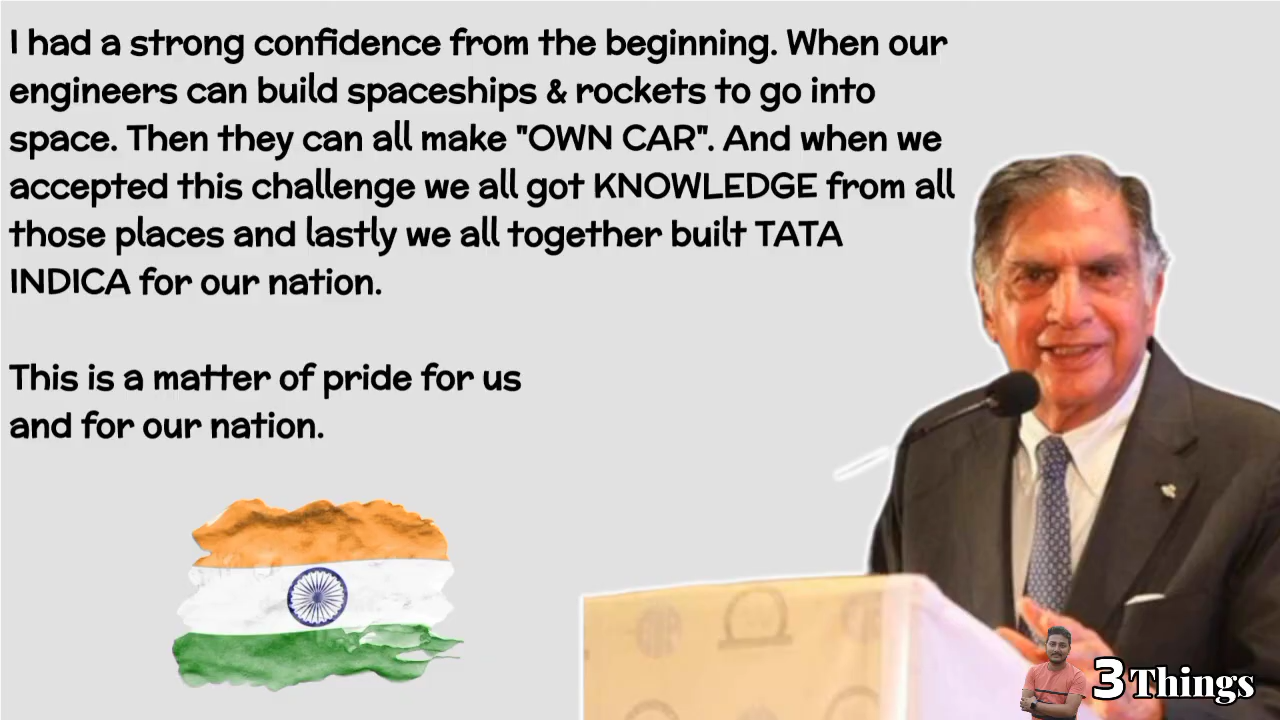 I had a strong confidence from the beginning. When our
engineers can build spaceships & rockets to go into
space. Then they can all make "OWN CAR". And when we
accepted this challenge we all got KNOWLEDGE from all
those places and lastly we all together built TATA
INDICA for our nation.
This is a matter of pride for us
and for our nation.
3 Things